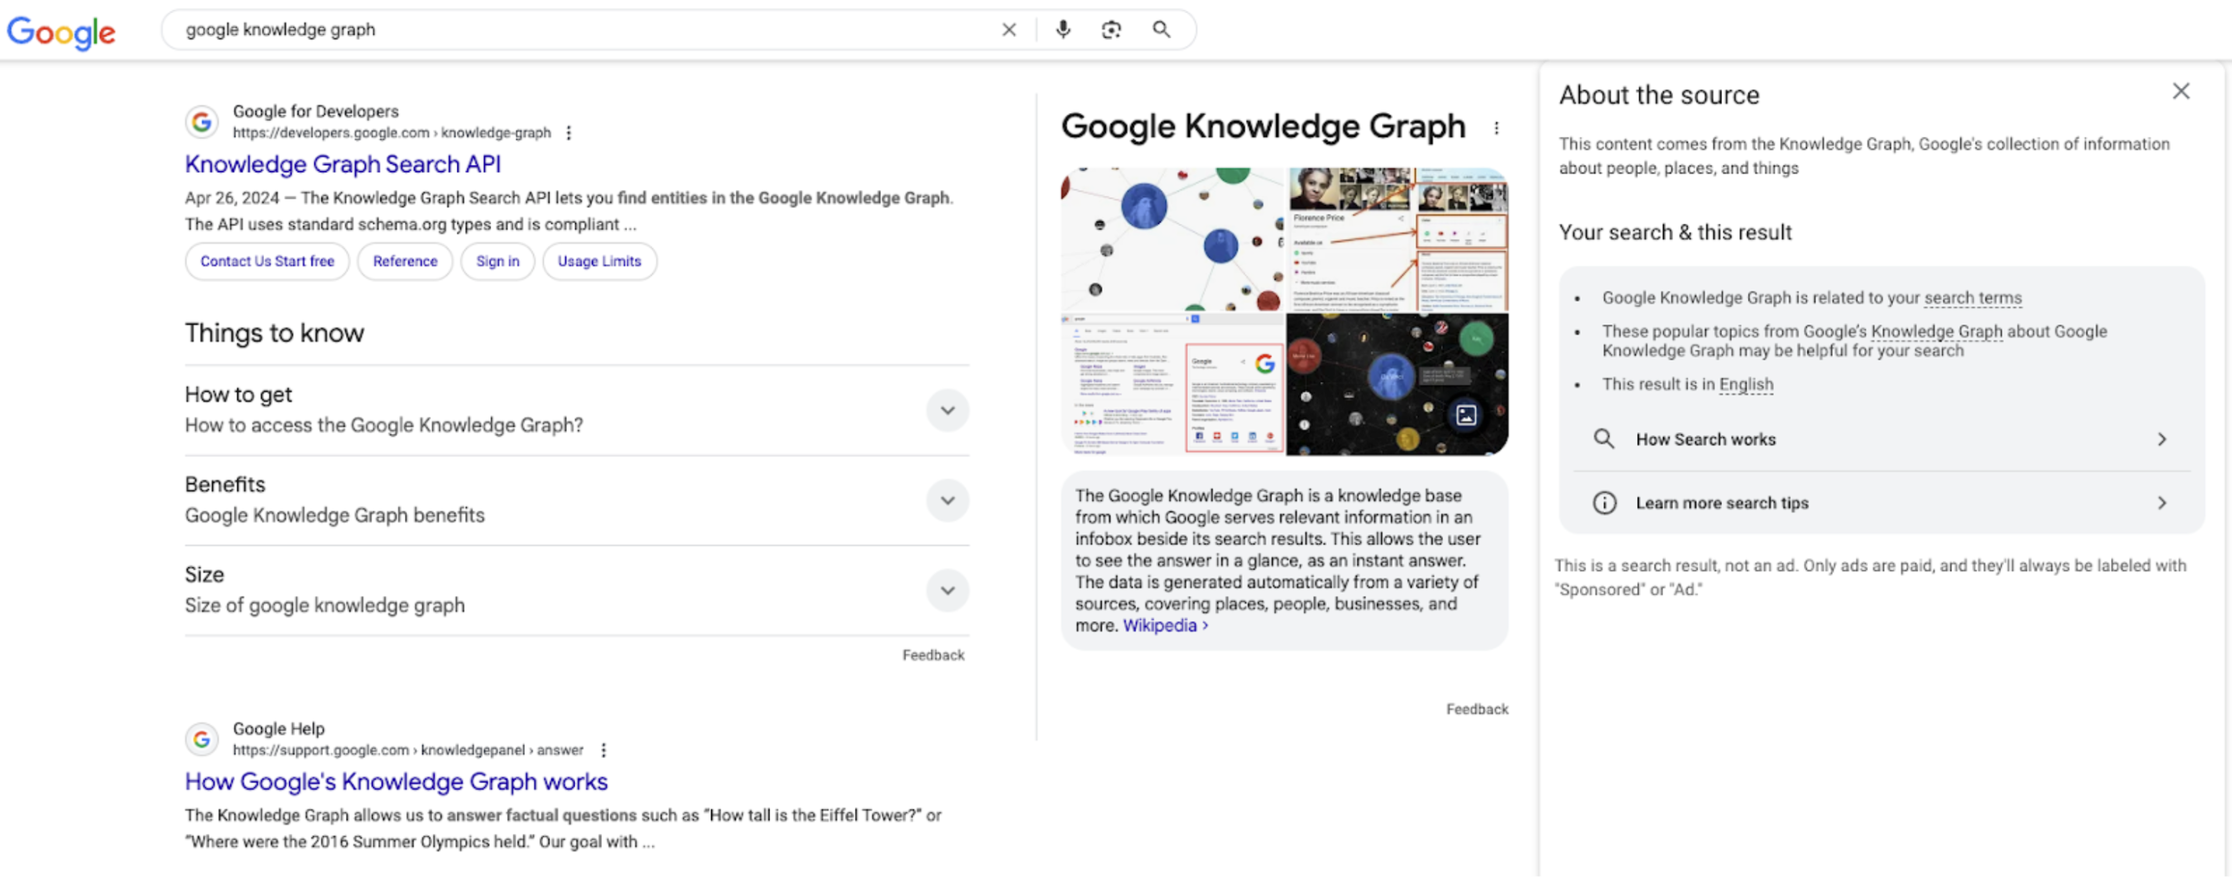 Google
google knowledge graph
Google for Developers
https://developers.google.com › knowledge-graph
Knowledge Graph Search API
Apr 26, 2024 — The Knowledge Graph Search API lets you find entities in the Google Knowledge Graph.
The API uses standard schema.org types and is compliant ...
Contact Us Start free
Reference
Sign in
Usage Limits
Things to know
How to get
How to access the Google Knowledge Graph?
Benefits
Google Knowledge Graph benefits
Size
Size of google knowledge graph
Feedback
Google Help
https://support.google.com › knowledgepanel › answer
How Google's Knowledge Graph works
The Knowledge Graph allows us to answer factual questions such as "How tall is the Eiffel Tower?" or
"Where were the 2016 Summer Olympics held." Our goal with ...
Google Knowledge Graph
Florence Price
Available on
Google
The Google Knowledge Graph is a knowledge base
from which Google serves relevant information in an
infobox beside its search results. This allows the user
to see the answer in a glance, as an instant answer.
The data is generated automatically from a variety of
sources, covering places, people, businesses, and
more. Wikipedia ›
Feedback
About the source
This content comes from the Knowledge Graph, Google's collection of information
about people, places, and things
Your search & this result
• Google Knowledge Graph is related to your search terms
• These popular topics from Google's Knowledge Graph about Google
Knowledge Graph may be helpful for your search
• This result is in English
How Search works
Learn more search tips
This is a search result, not an ad. Only ads are paid, and they'll always be labeled with
"Sponsored" or "Ad."